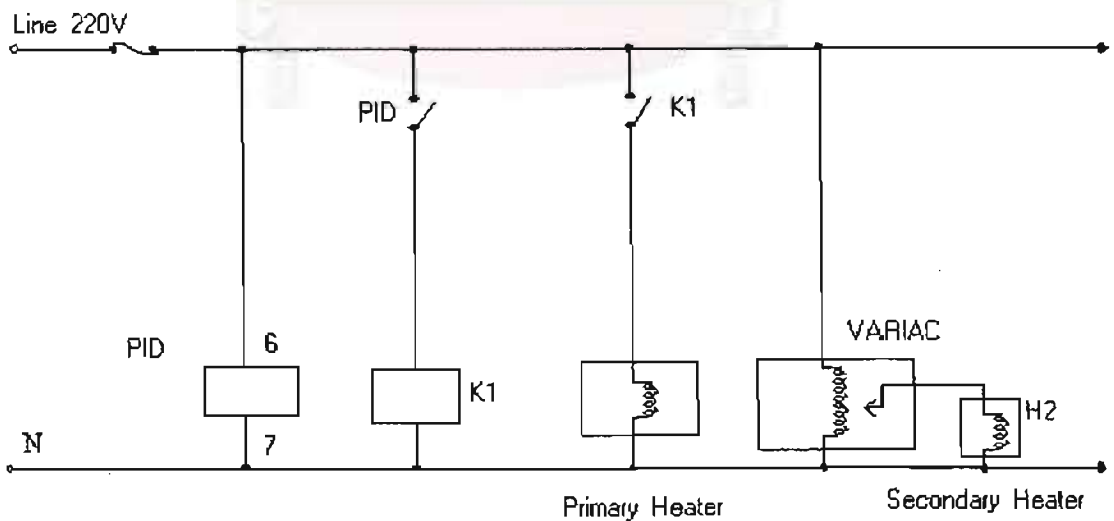 Line 220V
PID
K1
VARIAC
PID
6
K1
H2
N
7
Primary Heater
Secondary Heater